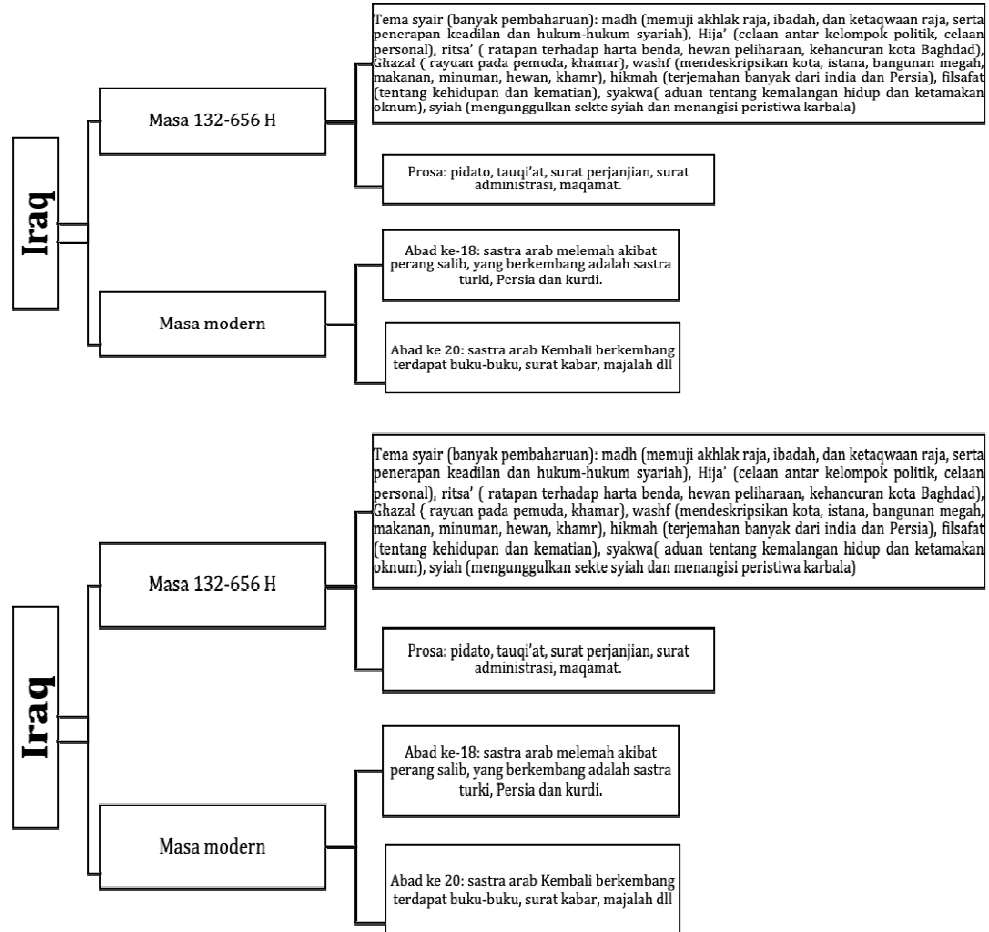 Tema syair (banyak pembaharuan): madh (memuji akhlak raja, ibadah, dan ketaqwaan raja, serta
penerapan keadilan dan hukum-hukum syariah), Hija' (celaan antar kelompok politik, celaan
personal), ritsa' ( ratapan terhadap harta benda, hewan peliharaan, kehancuran kota Baghdad),
Ghazal ( rayuan pada pemuda, khamar), washf (mendeskripsikan kota, istana, bangunan megah,
makanan, minuman, hewan, khamr), hikmah (terjemahan banyak dari india dan Persia), filsafat
(tentang kehidupan dan kematian), syakwa( aduan tentang kemalangan hidup dan ketamakan
oknum), syiah (mengunggulkan sekte syiah dan menangisi peristiwa karbala)
Masa 132-656 H
Prosa: pidato, tauqi'at, surat perjanjian, surat
administrasi, maqamat.
Iraq
Abad ke-18: sastra arab melemah akibat
perang salib, yang berkembang adalah sastra
turki, Persia dan kurdi.
Masa modern
Abad ke 20: sastra arab Kembali berkembang
terdapat buku-buku, surat kabar, majalah dll
Tema syair (banyak pembaharuan): madh (memuji akhlak raja, ibadah, dan ketaqwaan raja, serta
penerapan keadilan dan hukum-hukum syariah), Hija' (celaan antar kelompok politik, celaan
personal), ritsa' ( ratapan terhadap harta benda, hewan peliharaan, kehancuran kota Baghdad),
Ghazal ( rayuan pada pemuda, khamar), washf (mendeskripsikan kota, istana, bangunan megah,
makanan, minuman, hewan, khamr), hikmah (terjemahan banyak dari india dan Persia), filsafat
(tentang kehidupan dan kematian), syakwa( aduan tentang kemalangan hidup dan ketamakan
oknum), syiah (mengunggulkan sekte syiah dan menangisi peristiwa karbala)
Masa 132-656 H
Prosa: pidato, tauqi'at, surat perjanjian, surat
administrasi, maqamat.
Iraq
Abad ke-18: sastra arab melemah akibat
perang salib, yang berkembang adalah sastra
turki, Persia dan kurdi.
Masa modern
Abad ke 20: sastra arab Kembali berkembang
terdapat buku-buku, surat kabar, majalah dll